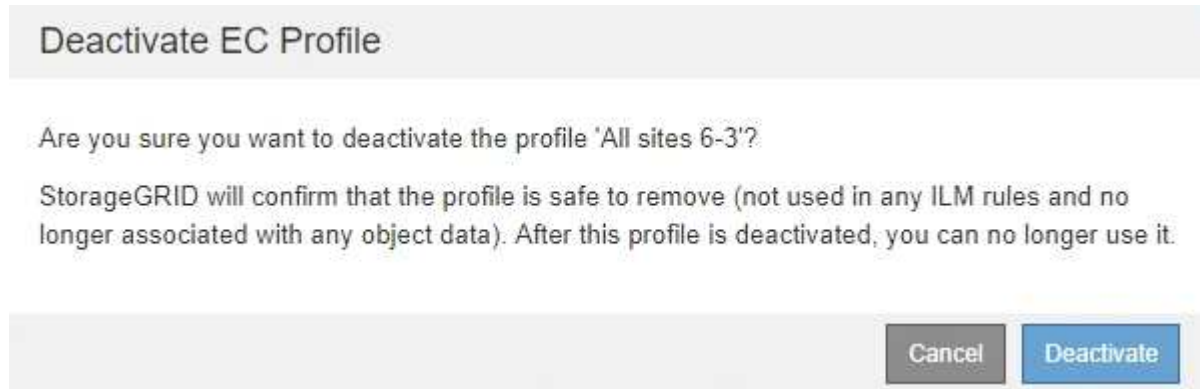 Deactivate EC Profile
Are you sure you want to deactivate the profile 'All sites 6-3'?
StorageGRID will confirm that the profile is safe to remove (not used in any ILM rules and no
longer associated with any object data). After this profile is deactivated, you can no longer use it.
Cancel Deactivate